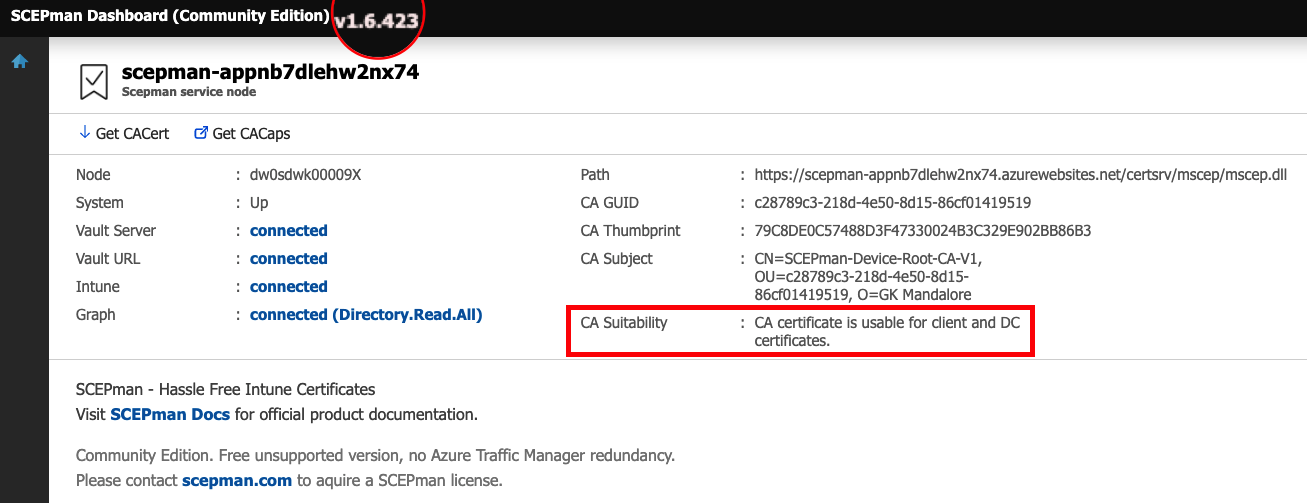 SCEPman Dashboard (Community Edition) v1.6.423
scepman-appnb7dlehw2nx74
Scepman service node
Get CACert Get CACaps
Node : dw0sdwk00009X
System : Up
Vault Server : connected
Vault URL : connected
Intune : connected
Graph : connected (Directory.Read.All)
Path : https://scepman-appnb7dlehw2nx74.azurewebsites.net/certsrv/mscep/mscep.dll
CA GUID : c28789c3-218d-4e50-8d15-86cf01419519
CA Thumbprint : 79C8DE0C57488D3F47330024B3C329E902BB86B3
CA Subject : CN=SCEPman-Device-Root-CA-V1,
OU=c28789c3-218d-4e50-8d15-
86cf01419519, O=GK Mandalore
CA Suitability : CA certificate is usable for client and DC
certificates.
SCEPman - Hassle Free Intune Certificates
Visit SCEPman Docs for official product documentation.
Community Edition. Free unsupported version, no Azure Traffic Manager redundancy.
Please contact scepman.com to aquire a SCEPman license.